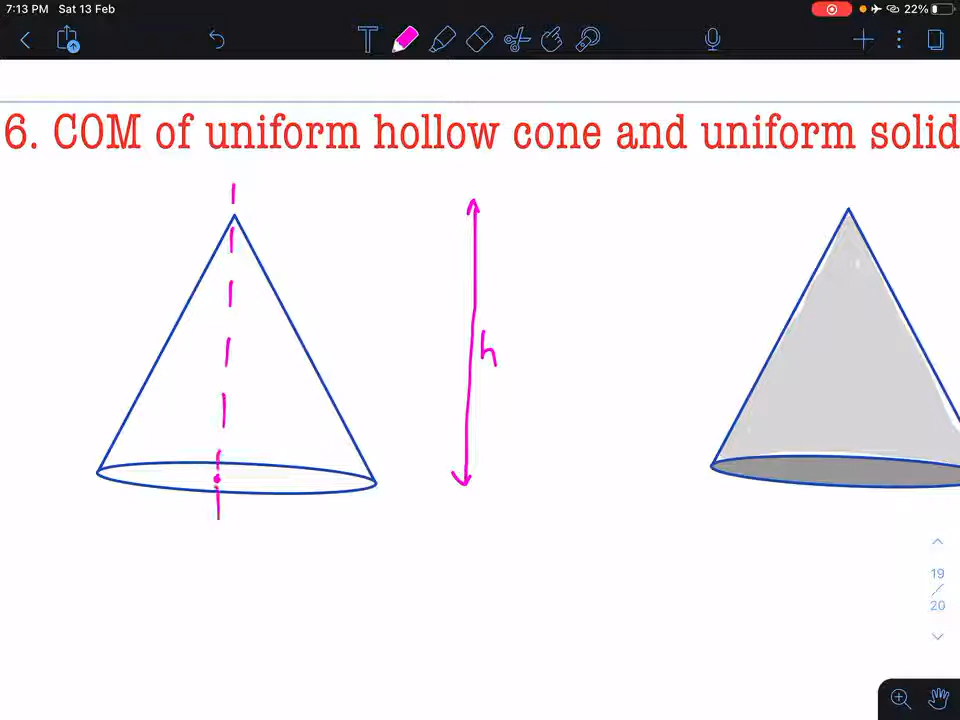 7:13 PM Sat 13 Feb
22%
T
6. COM of uniform hollow cone and uniform solid
h
19
/
20